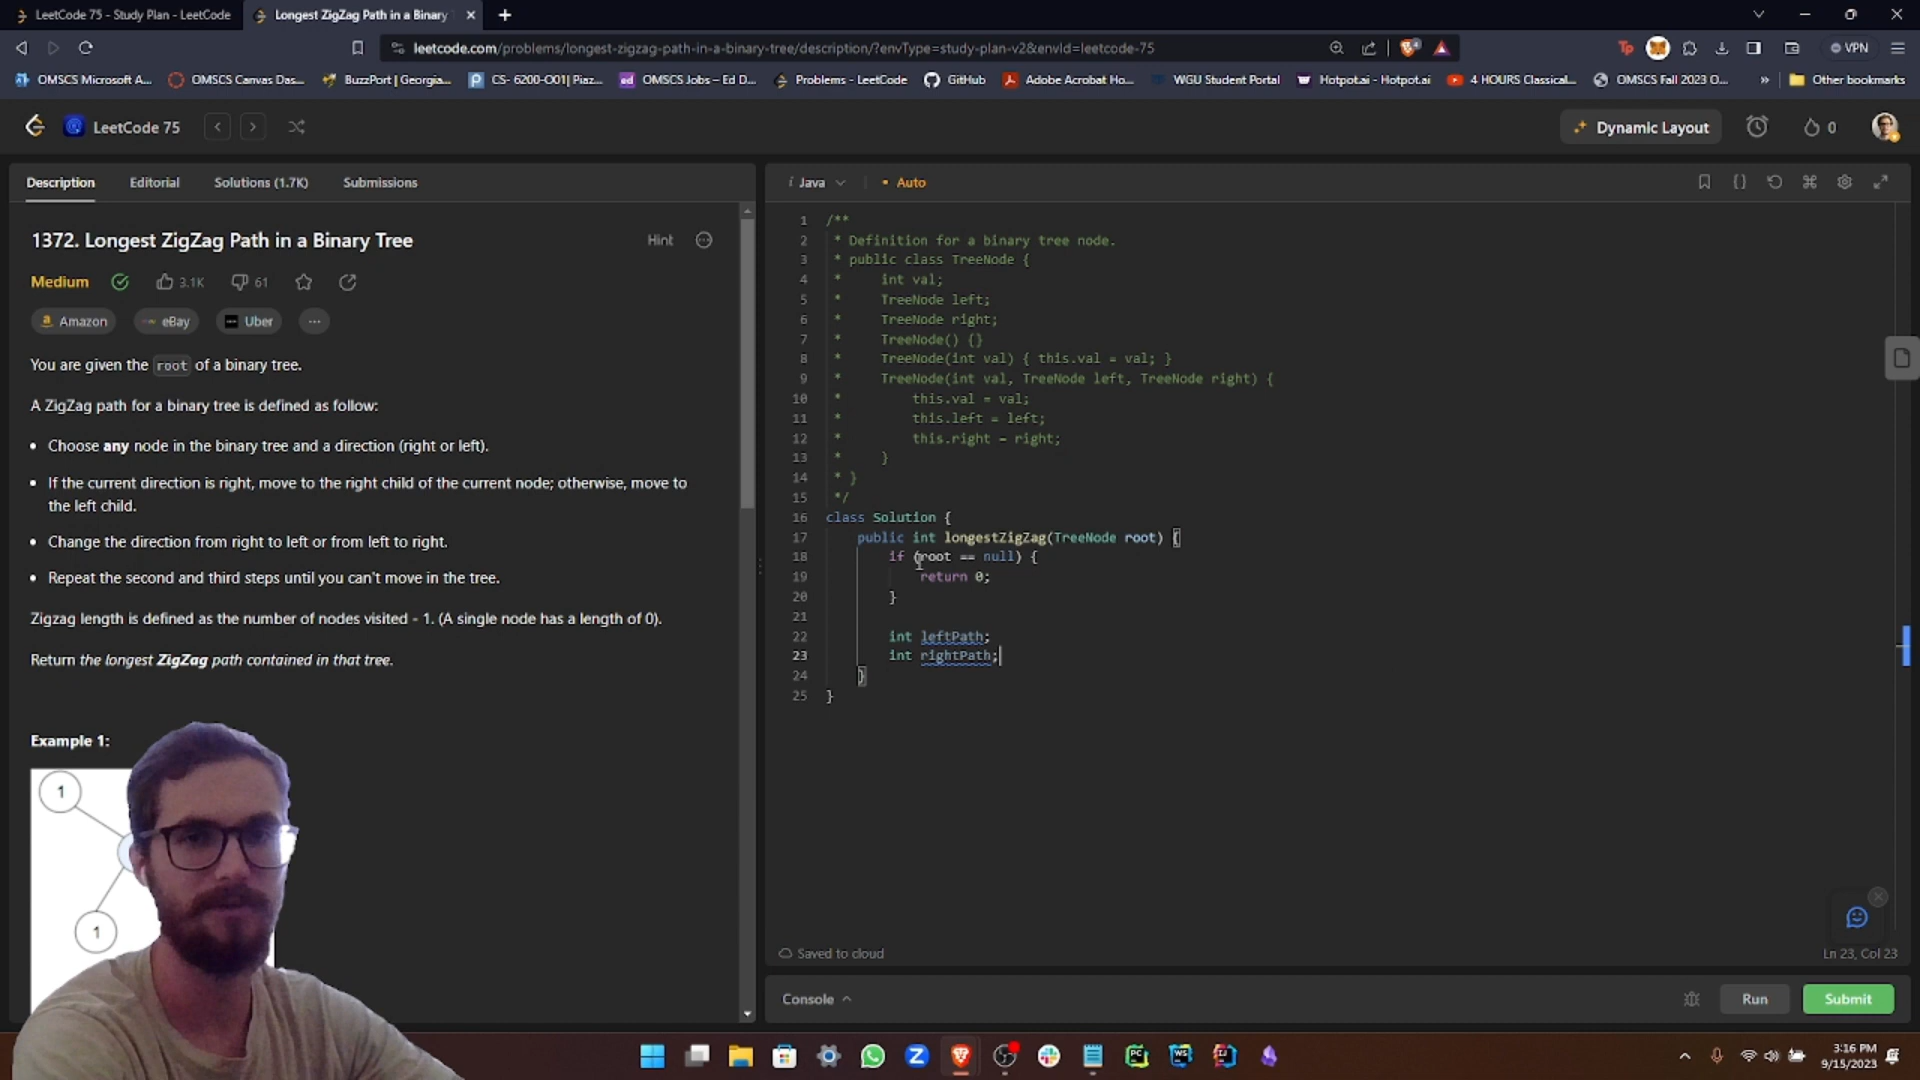 LeetCode 75 - Study Plan - LeetCode
Longest ZigZag Path in a Binary
leetcode.com/problems/longest-zigzag-path-in-a-binary-tree/description/?envType=study-plan-v2&envId=leetcode-75
VPN
OMSCS Microsoft A...
OMSCS Canvas Das...
BuzzPort | Georgia...
CS- 6200-O01| Piaz...
OMSCS Jobs – Ed D...
Problems - LeetCode
GitHub
Adobe Acrobat Ho...
WGU Student Portal
Hotpot.ai - Hotpot.ai
4 HOURS Classical...
OMSCS Fall 2023 O...
»
Other bookmarks
LeetCode 75
Dynamic Layout
0
Description
Editorial
Solutions (1.7K)
Submissions
1372. Longest ZigZag Path in a Binary Tree
Hint
Medium
3.1K
61
Amazon
eBay
Uber
...
You are given the root of a binary tree.
A ZigZag path for a binary tree is defined as follow:
• Choose any node in the binary tree and a direction (right or left).
• If the current direction is right, move to the right child of the current node; otherwise, move to
the left child.
• Change the direction from right to left or from left to right.
• Repeat the second and third steps until you can't move in the tree.
Zigzag length is defined as the number of nodes visited - 1. (A single node has a length of 0).
Return the longest ZigZag path contained in that tree.
Example 1:
1
1
i Java
• Auto
1 /**
2 * Definition for a binary tree node.
3 * public class TreeNode {
4 * int val;
5 * TreeNode left;
6 * TreeNode right;
7 * TreeNode() {}
8 * TreeNode(int val) { this.val = val; }
9 * TreeNode(int val, TreeNode left, TreeNode right) {
10 * this.val = val;
11 * this.left = left;
12 * this.right = right;
13 * }
14 * }
15 */
16 class Solution {
17 public int longestZigZag(TreeNode root) {
18 if (root == null) {
19 return 0;
20 }
21
22 int leftPath;
23 int rightPath;
24 }
25 }
Saved to cloud
Ln 23, Col 23
Console
Run
Submit
3:16 PM
9/15/2023